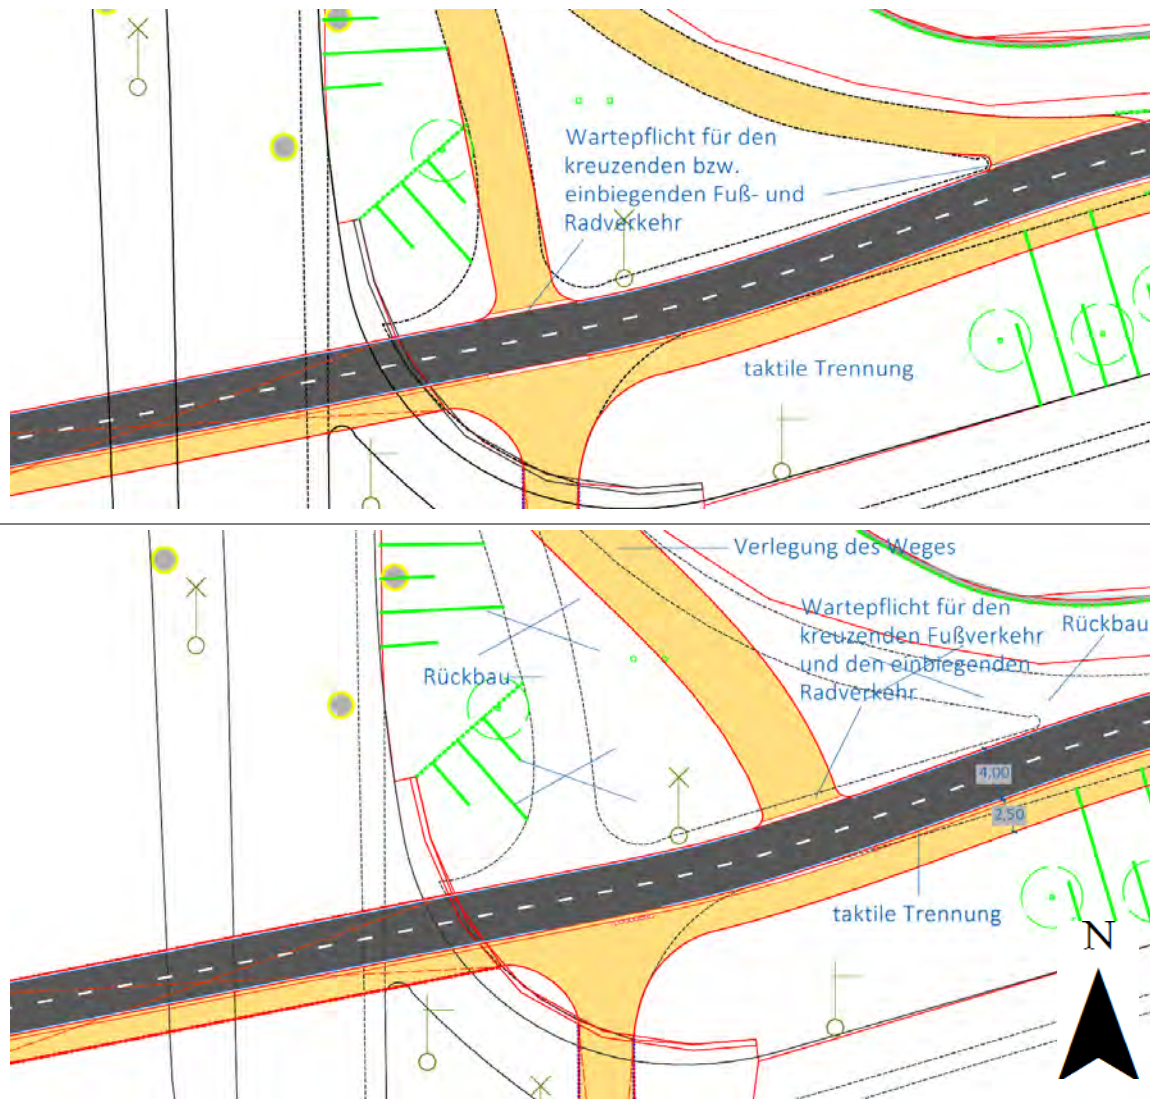 Wartepflicht für den
kreuzenden bzw.
einbiegenden Fuß- und
Radverkehr
taktile Trennung
Verlegung des Weges
Wartepflicht für den
kreuzenden Fußverkehr
und den einbiegenden
Radverkehr
Rückbau
Rückbau
4,00
2,50
taktile Trennung
N